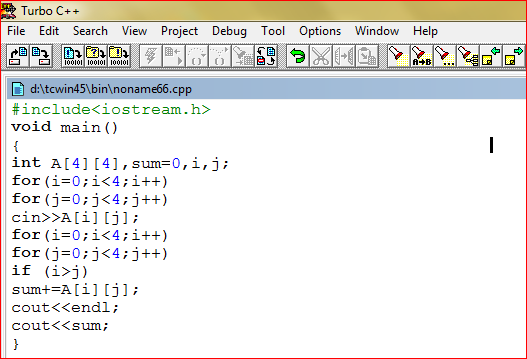 Turbo C++
File Edit Search View Project Debug Tool Options Window Help
A→B
d:\tcwin45\bin\noname66.cpp
#include<iostream.h>
void main()
{
int A[4][4],sum=0,i,j;
for(i=0;i<4;i++)
for(j=0;j<4;j++)
cin>>A[i][j];
for(i=0;i<4;i++)
for(j=0;j<4;j++)
if (i>j)
sum+=A[i][j];
cout<<endl;
cout<<sum;
}